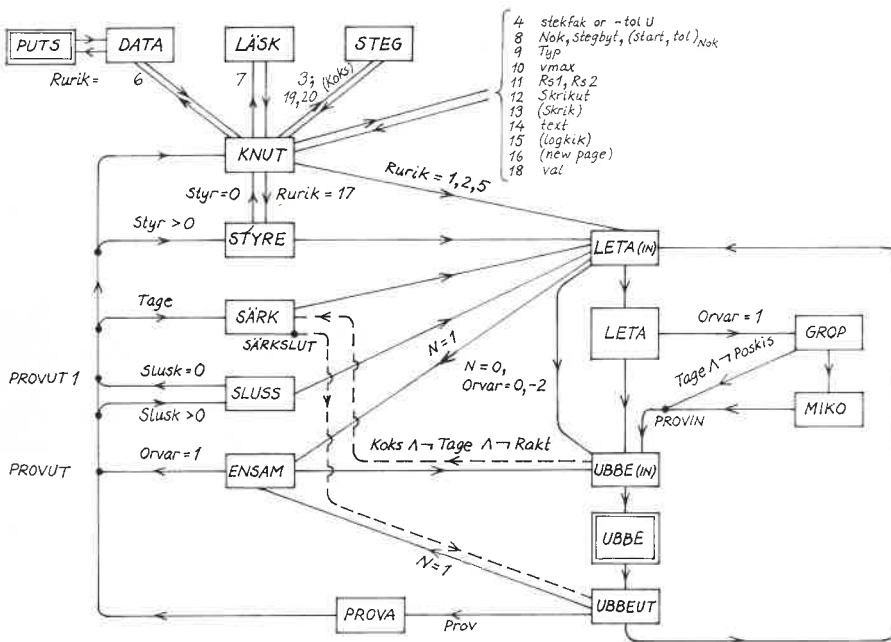 PUTS
DATA
LÄSK
STEG
Rurik =
6
7
3;
19,20 (Koks)
4 stekfak or -tol U
8 Nok, stegbyt, (start, tol)Nok
9 Typ
10 vmax
11 Rs1, Rs2
12 Skrikut
13 (Skrik)
14 text
15 (logkik)
16 (new page)
18 val
KNUT
Rurik = 1,2,5
Styr=0
Rurik = 17
Styr >0
STYRE
LETA (IN)
Tage
SÄRK
SÄRKSLUT
N=1
LETA
Orvar = 1
GROP
Tage Λ ¬ Poskis
PROVUT 1
Slusk=0
SLUSS
Slusk >0
N=0,
Orvar=0,-2
MIKO
PROVIN
PROVUT
Orvar=1
ENSAM
Koks Λ ¬ Tage Λ ¬ Rakt
UBBE (IN)
UBBE
N=1
PROVA
Prov
UBBEUT